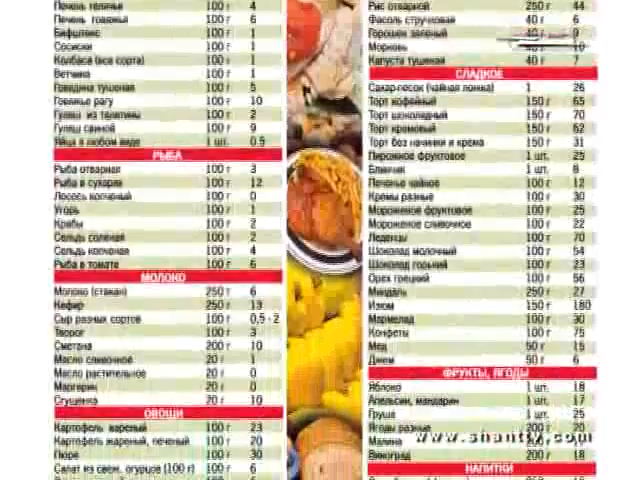 Печень телячья 100 г 4
Печень говяжья 100 г 6
Бифштекс 100 г 1
Сосиски 100 г 1
Колбаса (все сорта) 100 г 1
Ветчина 100 г 1
Говядина тушеная 100 г 5
Говяжье рагу 100 г 10
Гуляш из телятины 100 г 2
Гуляш свиной 100 г 9
Яйца в любом виде 1 шт. 0,5
РЫБА
Рыба отварная 100 г 3
Рыба в сухарях 100 г 12
Лосось копченый 100 г 0
Угорь 100 г 1
Крабы 100 г 2
Сельдь соленая 100 г 2
Сельдь копченая 100 г 4
Рыба в томате 100 г 6
МОЛОКО
Молоко (стакан) 250 г 6
Кефир 250 г 13
Сыр разных сортов 100 г 0,5 - 2
Творог 100 г 3
Сметана 200 г 10
Масло сливочное 20 г 1
Масло растительное 20 г 0
Маргарин 20 г 0
Сгущенка 20 г 10
ОВОЩИ
Картофель вареный 100 г 23
Картофель жареный, печеный 100 г 20
Пюре 100 г 30
Салат из свеж. огурцов (100 г) 100 г 6
Рис отварной 250 г 44
Фасоль стручковая 40 г 6
Горошек зеленый 40 г 9
Морковь 40 г 10
Капуста тушеная 40 г 7
СЛАДКОЕ
Сахар-песок (чайная ложка) 1 26
Торт кофейный 150 г 65
Торт шоколадный 150 г 70
Торт кремовый 150 г 62
Торт без начинки и крема 150 г 31
Пирожное фруктовое 1 шт. 25
Блинчик 1 шт. 8
Печенье чайное 100 г 12
Кремы разные 100 г 30
Мороженое фруктовое 100 г 25
Мороженое сливочное 100 г 22
Леденцы 100 г 70
Шоколад молочный 100 г 54
Шоколад горький 100 г 23
Орех грецкий 100 г 56
Миндаль 250 г 27
Изюм 150 г 180
Мармелад 100 г 30
Конфеты 100 г 75
Мед 50 г 15
Джем 50 г 6
ФРУКТЫ, ЯГОДЫ
Яблоко 1 шт. 18
Апельсин, мандарин 1 шт. 17
Груша 1 шт. 25
Ягоды разные 200 г 20
Малина 200 г 17
www.shantty.com
Виноград 200 г 18
НАПИТКИ